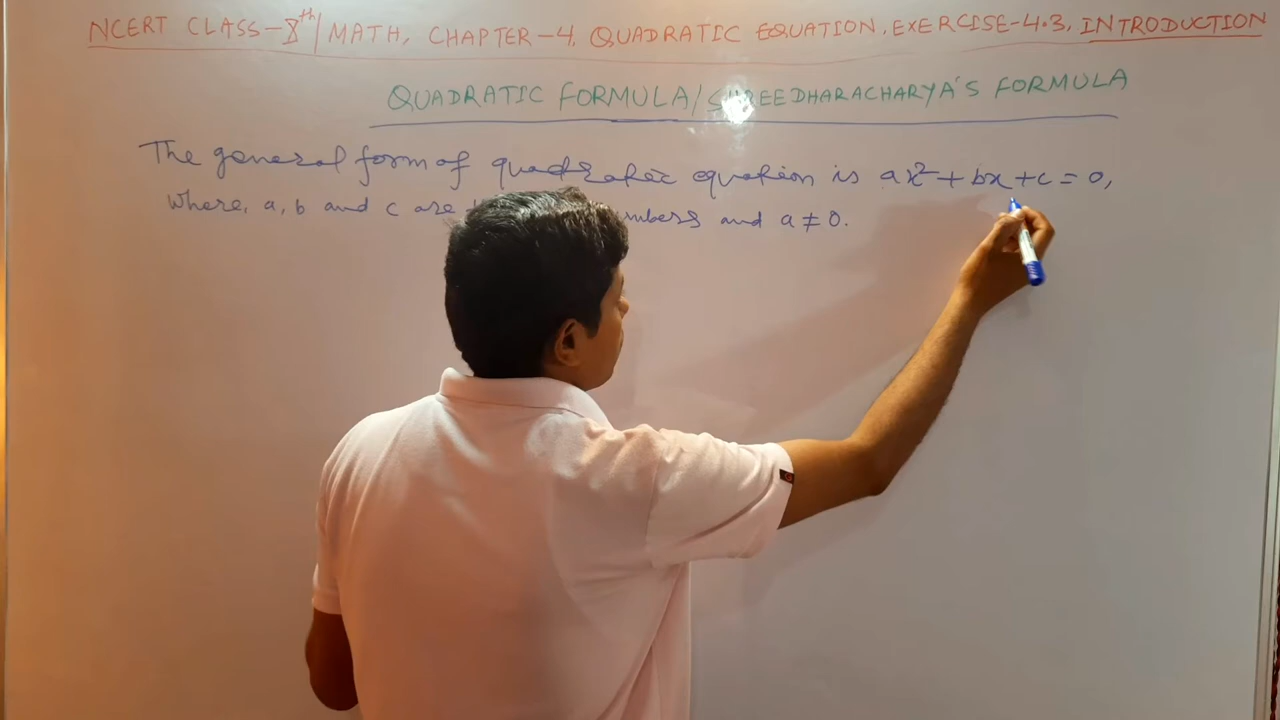 NCERT CLASS-8th/MATH, CHAPTER-4, QUADRATIC EQUATION, EXERCISE-4.3, INTRODUCTION
QUADRATIC FORMULA/SHREEDHARACHARYA'S FORMULA
The general form of quadratic equation is ax²+bx+c=0,
where, a, b and c are and a≠0.